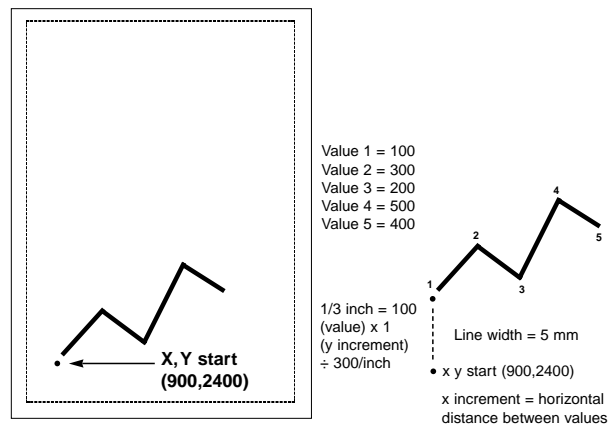 X, Y start
(900,2400)
Value 1 = 100
Value 2 = 300
Value 3 = 200
Value 4 = 500
Value 5 = 400
1/3 inch = 100
(value) x 1
(y increment)
÷ 300/inch
1
2
3
4
5
Line width = 5 mm
x y start (900,2400)
x increment = horizontal
distance between values